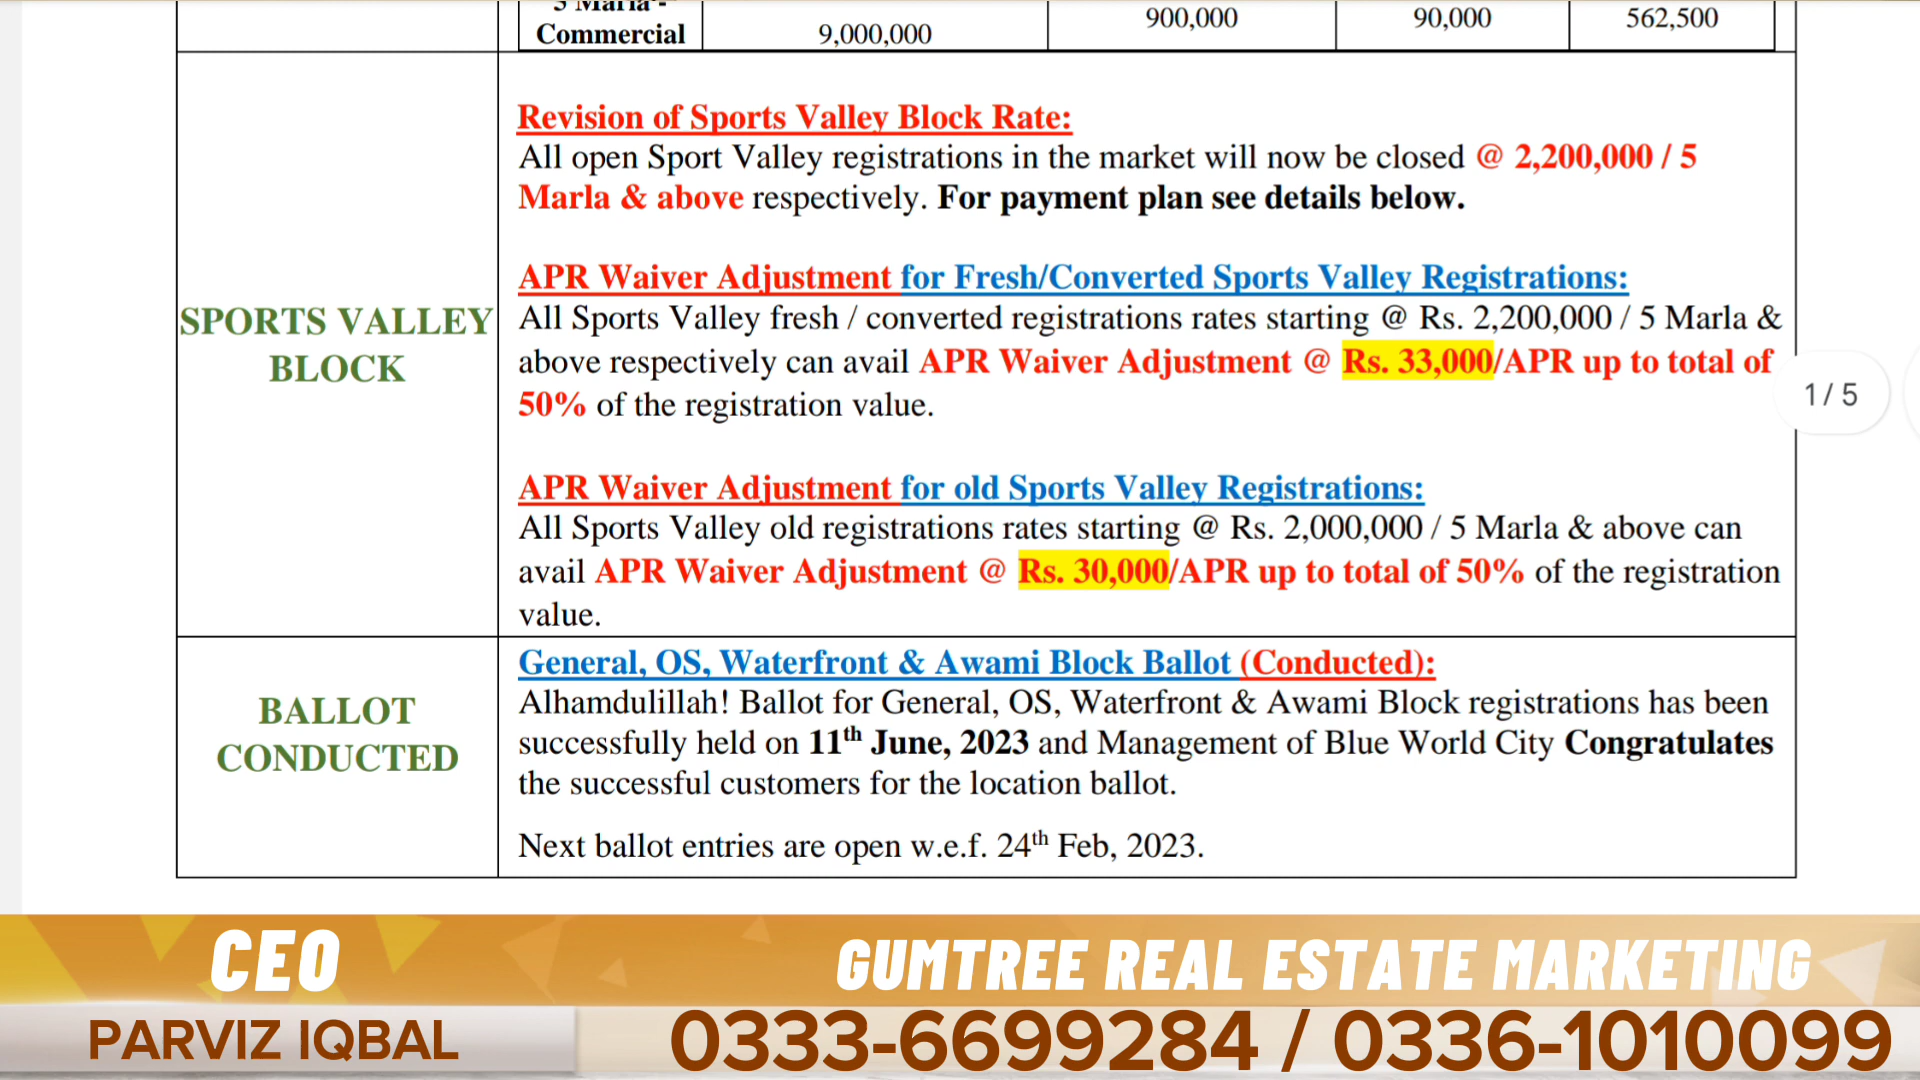 5 Marla -
Commercial
9,000,000
900,000
90,000
562,500
SPORTS VALLEY
BLOCK
Revision of Sports Valley Block Rate:
All open Sport Valley registrations in the market will now be closed @ 2,200,000 / 5
Marla & above respectively. For payment plan see details below.
APR Waiver Adjustment for Fresh/Converted Sports Valley Registrations:
All Sports Valley fresh / converted registrations rates starting @ Rs. 2,200,000 / 5 Marla &
above respectively can avail APR Waiver Adjustment @ Rs. 33,000/APR up to total of
50% of the registration value.
APR Waiver Adjustment for old Sports Valley Registrations:
All Sports Valley old registrations rates starting @ Rs. 2,000,000 / 5 Marla & above can
avail APR Waiver Adjustment @ Rs. 30,000/APR up to total of 50% of the registration
value.
1 / 5
BALLOT
CONDUCTED
General, OS, Waterfront & Awami Block Ballot (Conducted):
Alhamdulillah! Ballot for General, OS, Waterfront & Awami Block registrations has been
successfully held on 11th June, 2023 and Management of Blue World City Congratulates
the successful customers for the location ballot.
Next ballot entries are open w.e.f. 24th Feb, 2023.
CEO
GUMTREE REAL ESTATE MARKETING
PARVIZ IQBAL
0333-6699284 / 0336-1010099